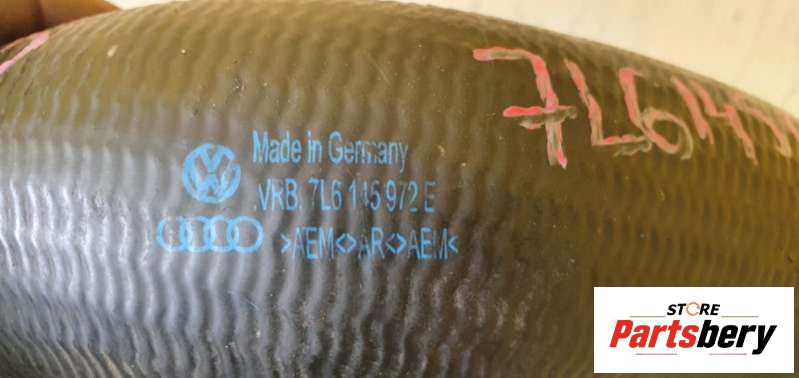 7L6145
Made in Germany
VRB. 7L6 145 972 E
>AEM<>AR<>AEM<
STORE
Partsbery